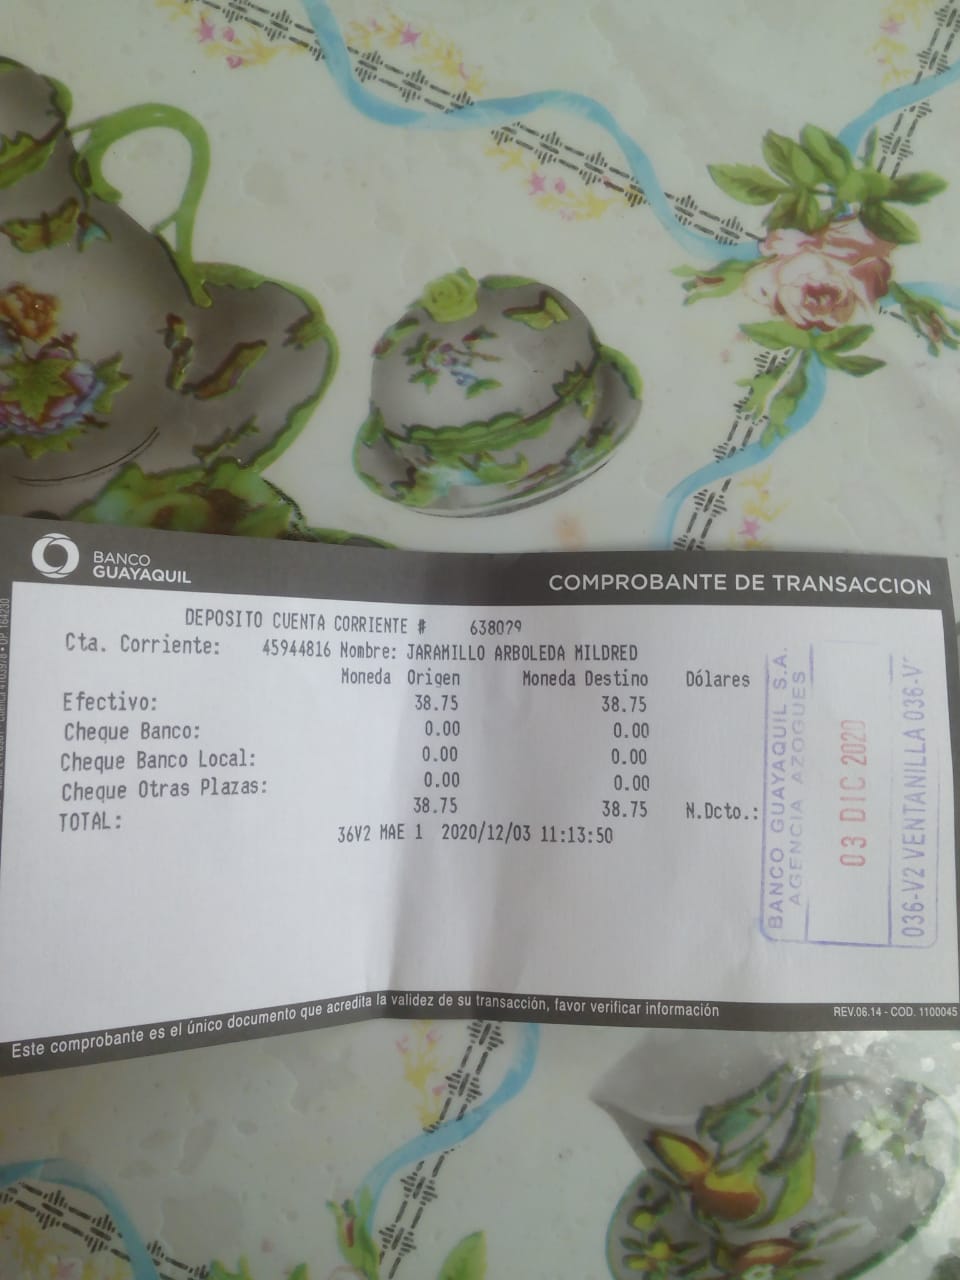 BANCO
GUAYAQUIL
COMPROBANTE DE TRANSACCION
DEPOSITO CUENTA CORRIENTE # 638079
Cta. Corriente: 45944816 Nombre: JARAMILLO ARBOLEDA MILDRED
Moneda Origen Moneda Destino Dólares
Efectivo: 38.75 38.75
Cheque Banco: 0.00 0.00
Cheque Banco Local: 0.00 0.00
Cheque Otras Plazas: 0.00 0.00
TOTAL: 38.75 38.75 N.Dcto.:
36V2 MAE 1 2020/12/03 11:13:50
BANCO GUAYAQUIL S.A.
AGENCIA AZOGUES
03 DIC 2020
036-V2 VENTANILLA 036-V
Este comprobante es el único documento que acredita la validez de su transacción, favor verificar información
REV.06.14 - COD. 1100045